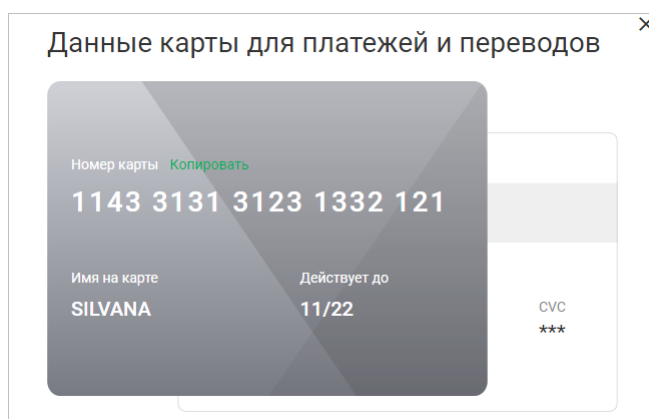 Данные карты для платежей и переводов
Номер карты Копировать
1143 3131 3123 1332 121
Имя на карте Действует до
SILVANA 11/22
CVC
***